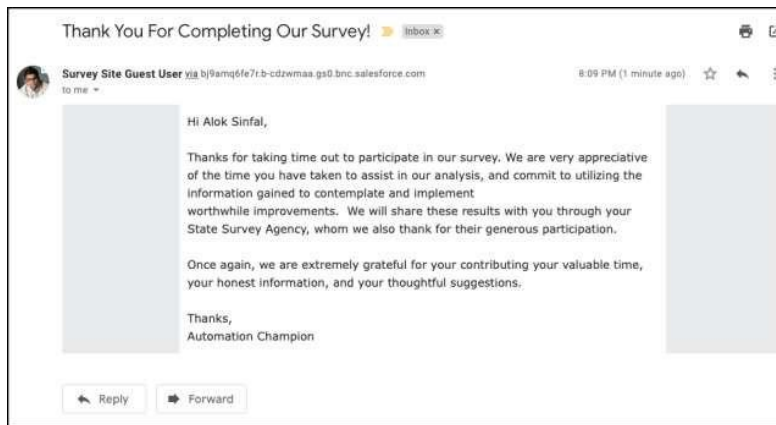 Thank You For Completing Our Survey!
Inbox ×
Survey Site Guest User via bj9amq6fe7r.b-cdzwmaa.gs0.bnc.salesforce.com
8:09 PM (1 minute ago)
to me
Hi Alok Sinfal,
Thanks for taking time out to participate in our survey. We are very appreciative
of the time you have taken to assist in our analysis, and commit to utilizing the
information gained to contemplate and implement
worthwhile improvements.  We will share these results with you through your
State Survey Agency, whom we also thank for their generous participation.
Once again, we are extremely grateful for your contributing your valuable time,
your honest information, and your thoughtful suggestions.
Thanks,
Automation Champion
Reply
Forward